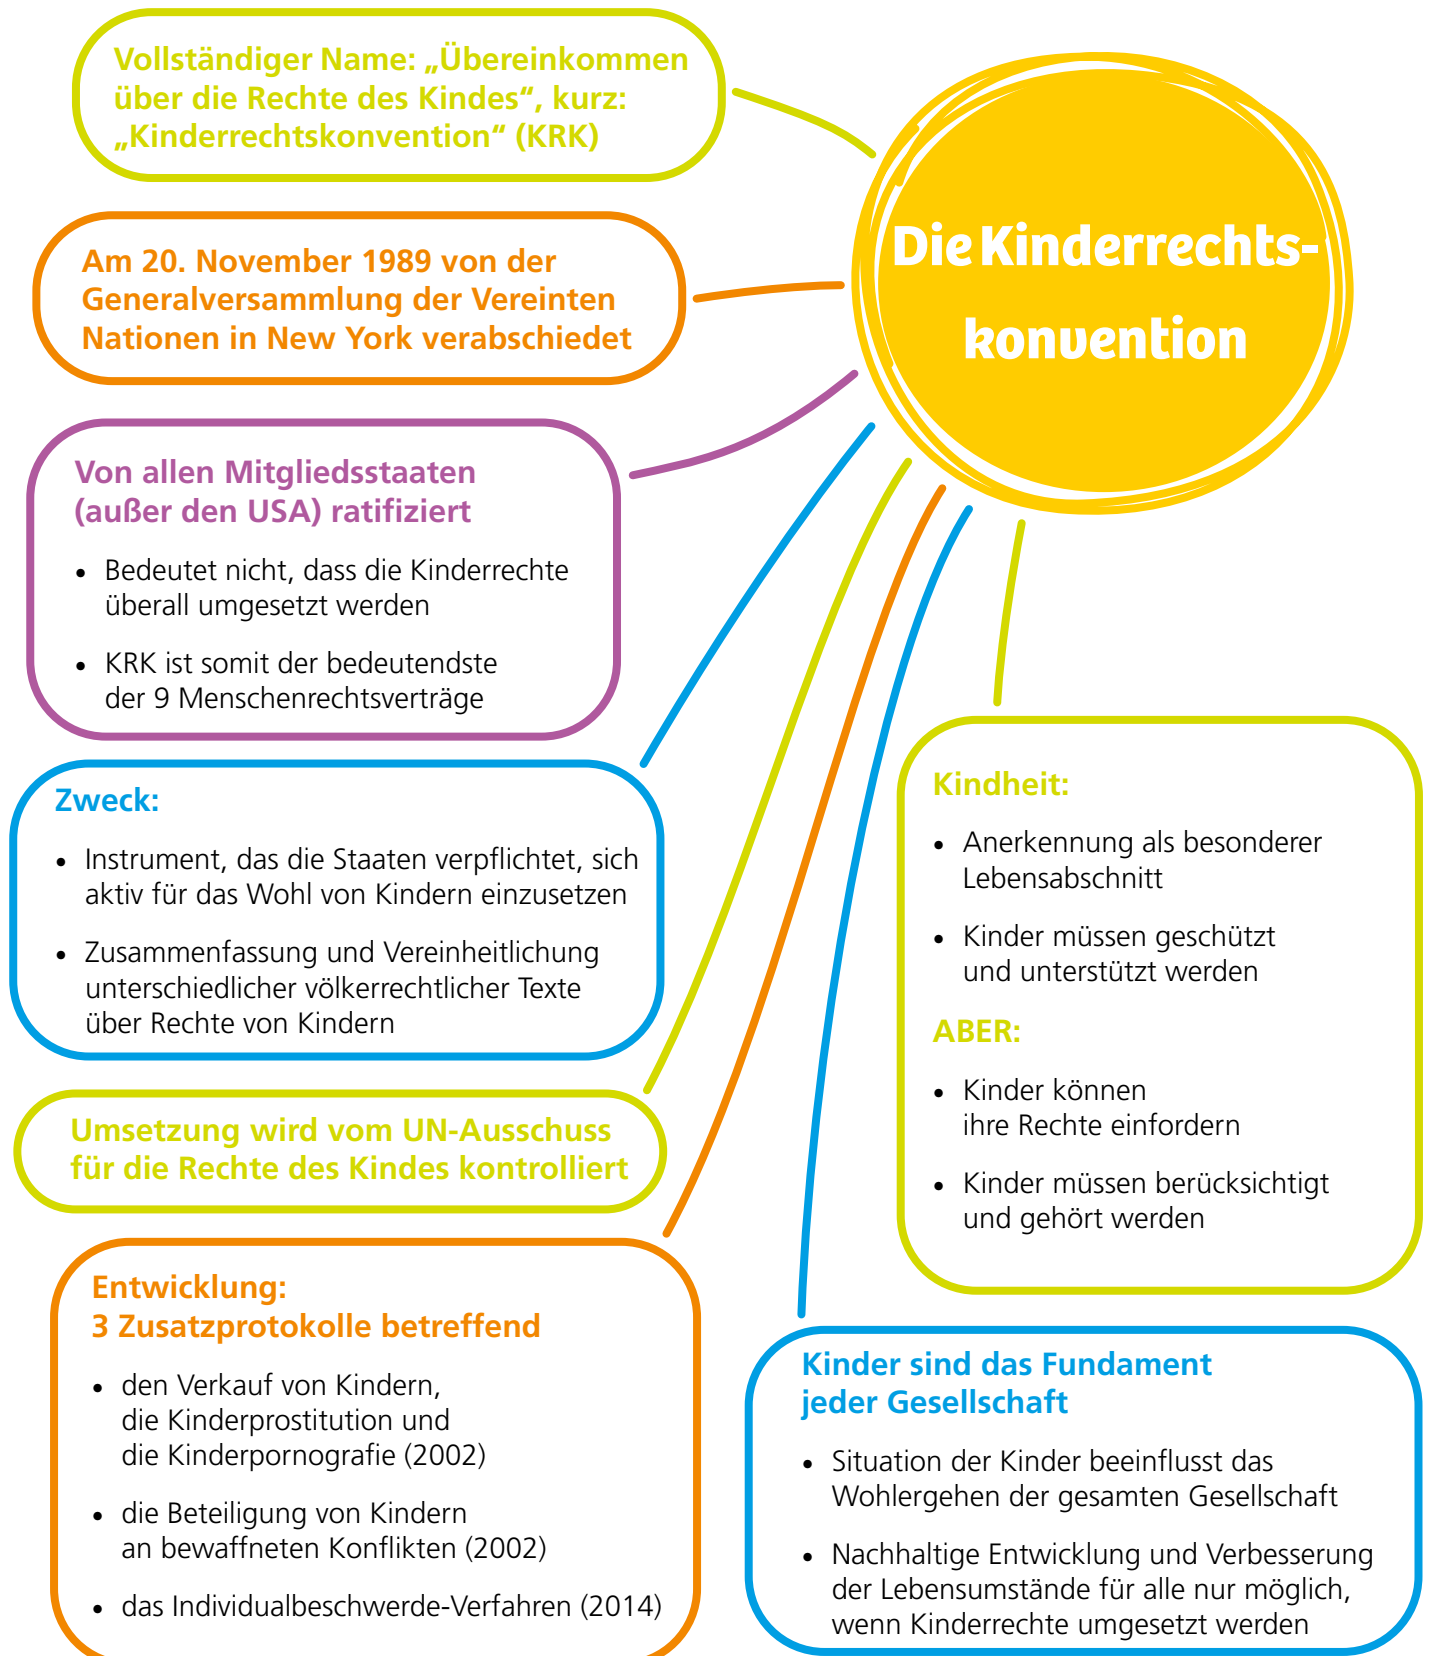 Vollständiger Name: „Übereinkommen
über die Rechte des Kindes“, kurz:
„Kinderrechtskonvention“ (KRK)
Die Kinderrechts-
konvention
Am 20. November 1989 von der
Generalversammlung der Vereinten
Nationen in New York verabschiedet
Von allen Mitgliedsstaaten
(außer den USA) ratifiziert
• Bedeutet nicht, dass die Kinderrechte
überall umgesetzt werden
• KRK ist somit der bedeutendste
der 9 Menschenrechtsverträge
Zweck:
• Instrument, das die Staaten verpflichtet, sich
aktiv für das Wohl von Kindern einzusetzen
• Zusammenfassung und Vereinheitlichung
unterschiedlicher völkerrechtlicher Texte
über Rechte von Kindern
Umsetzung wird vom UN-Ausschuss
für die Rechte des Kindes kontrolliert
Entwicklung:
3 Zusatzprotokolle betreffend
• den Verkauf von Kindern,
die Kinderprostitution und
die Kinderpornografie (2002)
• die Beteiligung von Kindern
an bewaffneten Konflikten (2002)
• das Individualbeschwerde-Verfahren (2014)
Kindheit:
• Anerkennung als besonderer
Lebensabschnitt
• Kinder müssen geschützt
und unterstützt werden
ABER:
• Kinder können
ihre Rechte einfordern
• Kinder müssen berücksichtigt
und gehört werden
Kinder sind das Fundament
jeder Gesellschaft
• Situation der Kinder beeinflusst das
Wohlergehen der gesamten Gesellschaft
• Nachhaltige Entwicklung und Verbesserung
der Lebensumstände für alle nur möglich,
wenn Kinderrechte umgesetzt werden